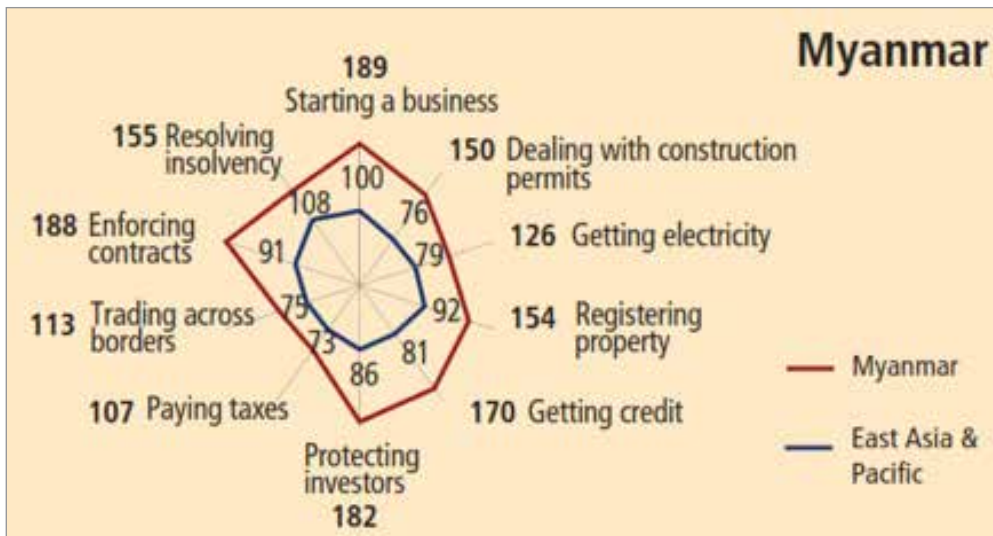 Myanmar
189
Starting a business
150 Dealing with construction
permits
126 Getting electricity
154 Registering
property
170 Getting credit
Protecting
investors
182
107 Paying taxes
113 Trading across
borders
188 Enforcing
contracts
155 Resolving
insolvency
100
76
79
92
81
86
73
75
91
108
Myanmar
East Asia &
Pacific